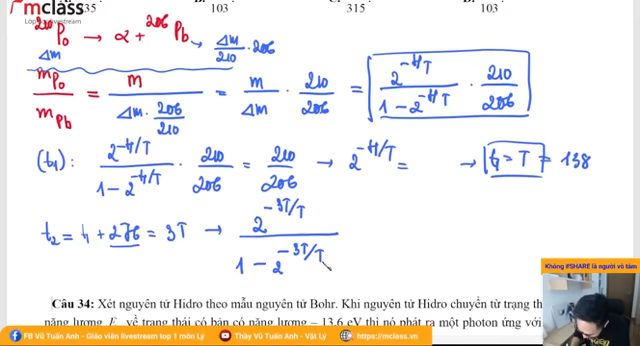 mclass
Lớp học livestream
335 B. 103 C. 315 D. 103
²¹⁰Po → α + ²⁰⁶Pb → Δm/210 · 206
Δm
m_Po / m_Pb = m / (Δm · 206/210) = m/Δm · 210/206 = 2^(-t/T) / (1 - 2^(-t/T)) · 210/206
(t₁): 2^(-t₁/T) / (1 - 2^(-t₁/T)) · 210/206 = 210/206 → 2^(-t₁/T) = → t₁ = T = 138
t₂ = t₁ + 276 = 3T → 2^(-3T/T) / (1 - 2^(-3T/T))
Câu 34: Xét nguyên tử Hidro theo mẫu nguyên tử Bohr. Khi nguyên tử Hidro chuyển từ trạng th
năng lượng E về trạng thái có bản có năng lượng – 13,6 eV thì nó phát ra một photon ứng với
Không #SHARE là người vô tâm
FB Vũ Tuấn Anh - Giáo viên livestream top 1 môn Lý
Thầy Vũ Tuấn Anh - Vật Lý
https://mclass.vn